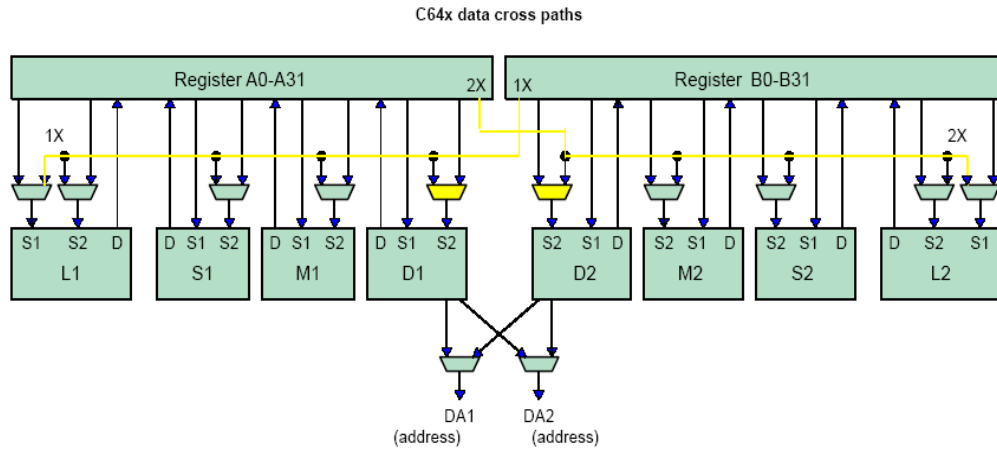 C64x data cross paths
Register A0-A31 2X 1X Register B0-B31
1X 2X
S1 S2 D D S1 S2 D S1 S2 D S1 S2 S2 S1 D S2 S1 D S2 S1 D D S2 S1
L1 S1 M1 D1 D2 M2 S2 L2
DA1 DA2
(address) (address)